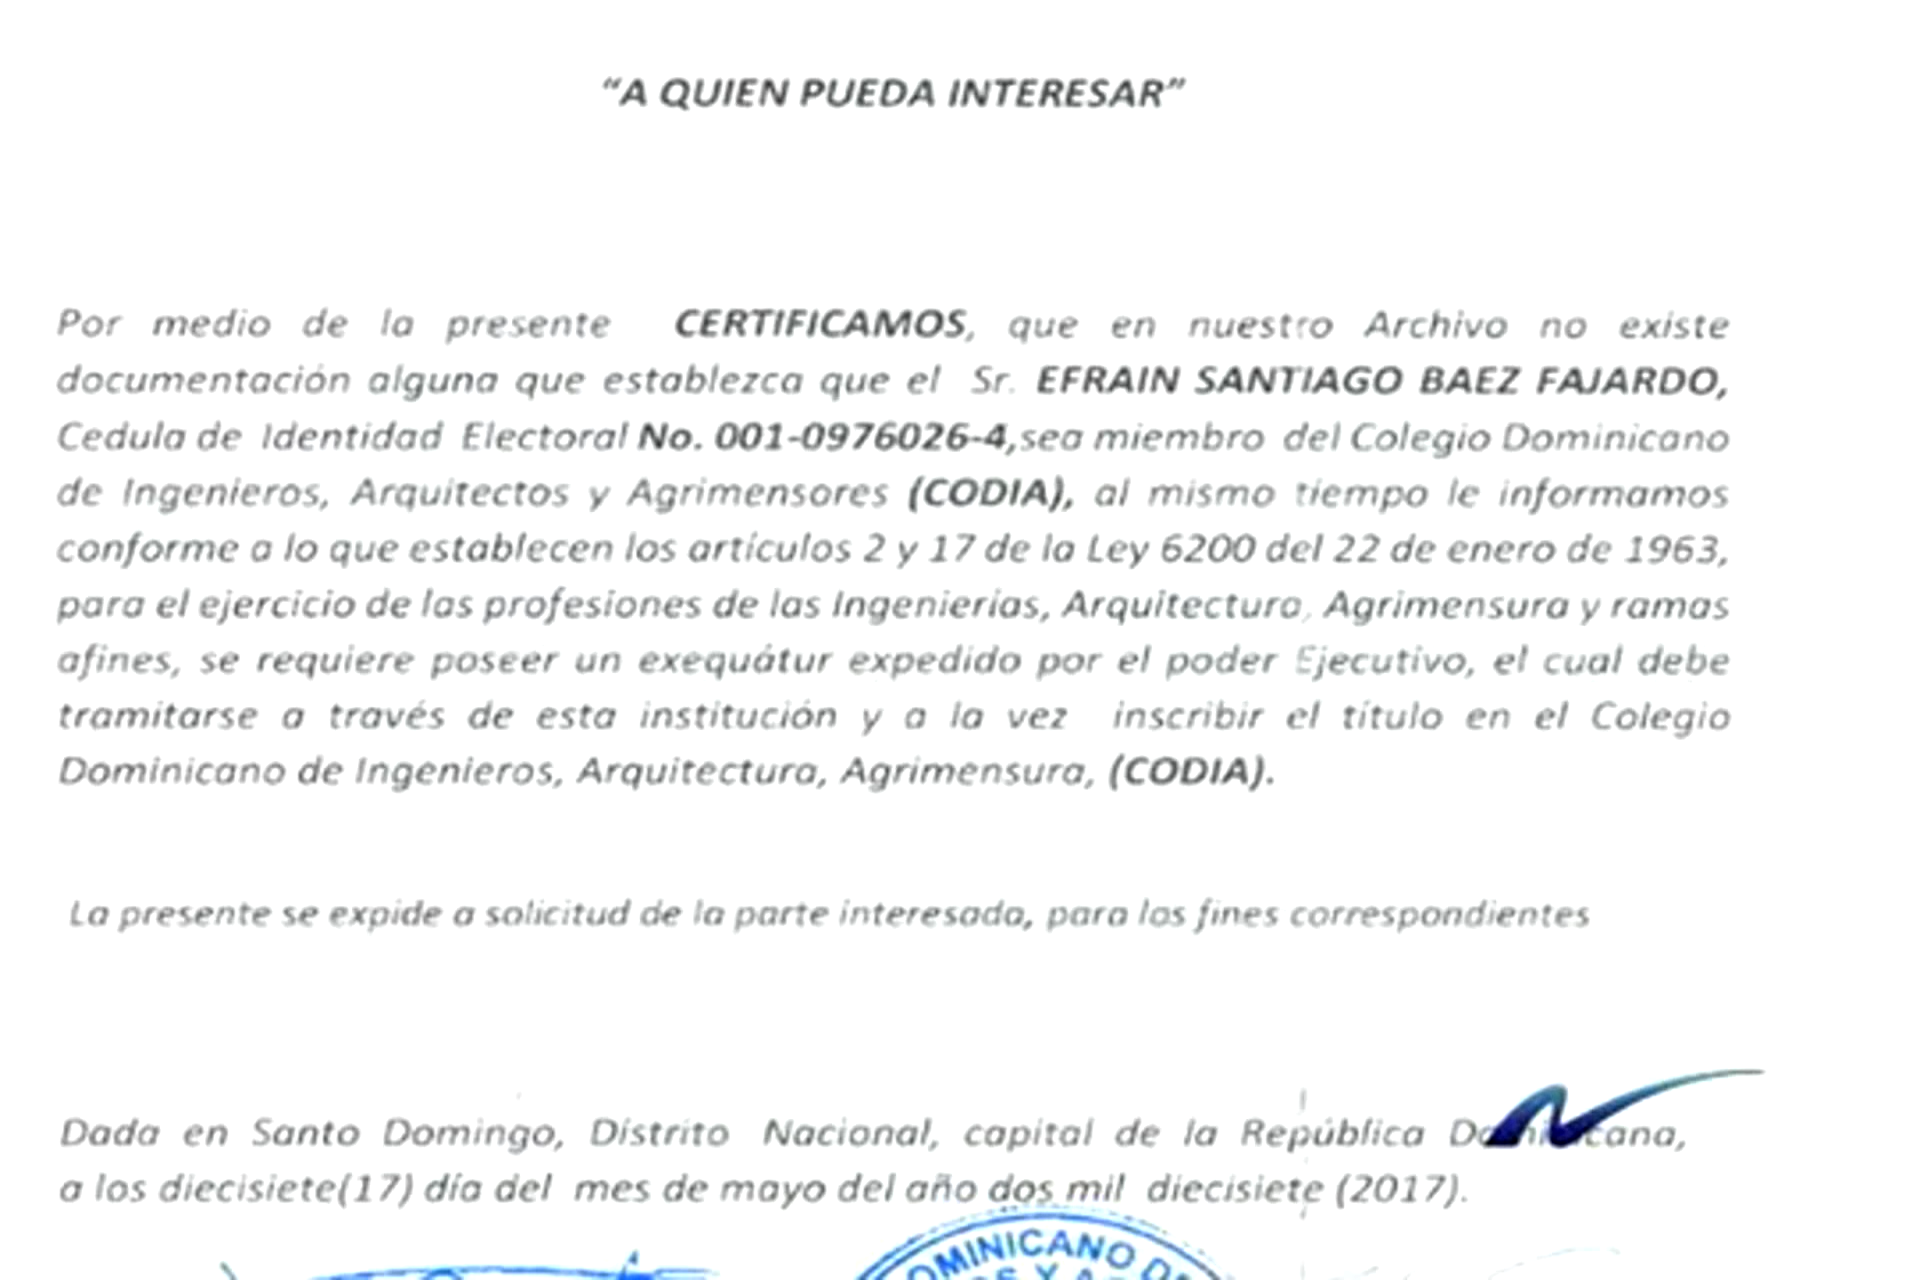 “A QUIEN PUEDA INTERESAR”
Por medio de la presente CERTIFICAMOS, que en nuestro Archivo no existe
documentación alguna que establezca que el Sr. EFRAIN SANTIAGO BAEZ FAJARDO,
Cedula de Identidad Electoral No. 001-0976026-4,sea miembro del Colegio Dominicano
de Ingenieros, Arquitectos y Agrimensores (CODIA), al mismo tiempo le informamos
conforme a lo que establecen los artículos 2 y 17 de la Ley 6200 del 22 de enero de 1963,
para el ejercicio de las profesiones de las Ingenierias, Arquitectura, Agrimensura y ramas
afines, se requiere poseer un exequátur expedido por el poder Ejecutivo, el cual debe
tramitarse a través de esta institución y a la vez inscribir el título en el Colegio
Dominicano de Ingenieros, Arquitectura, Agrimensura, (CODIA).
La presente se expide a solicitud de la parte interesada, para los fines correspondientes
Dada en Santo Domingo, Distrito Nacional, capital de la República Dominicana,
a los diecisiete(17) día del mes de mayo del año dos mil diecisiete (2017).
OMINICANO DE